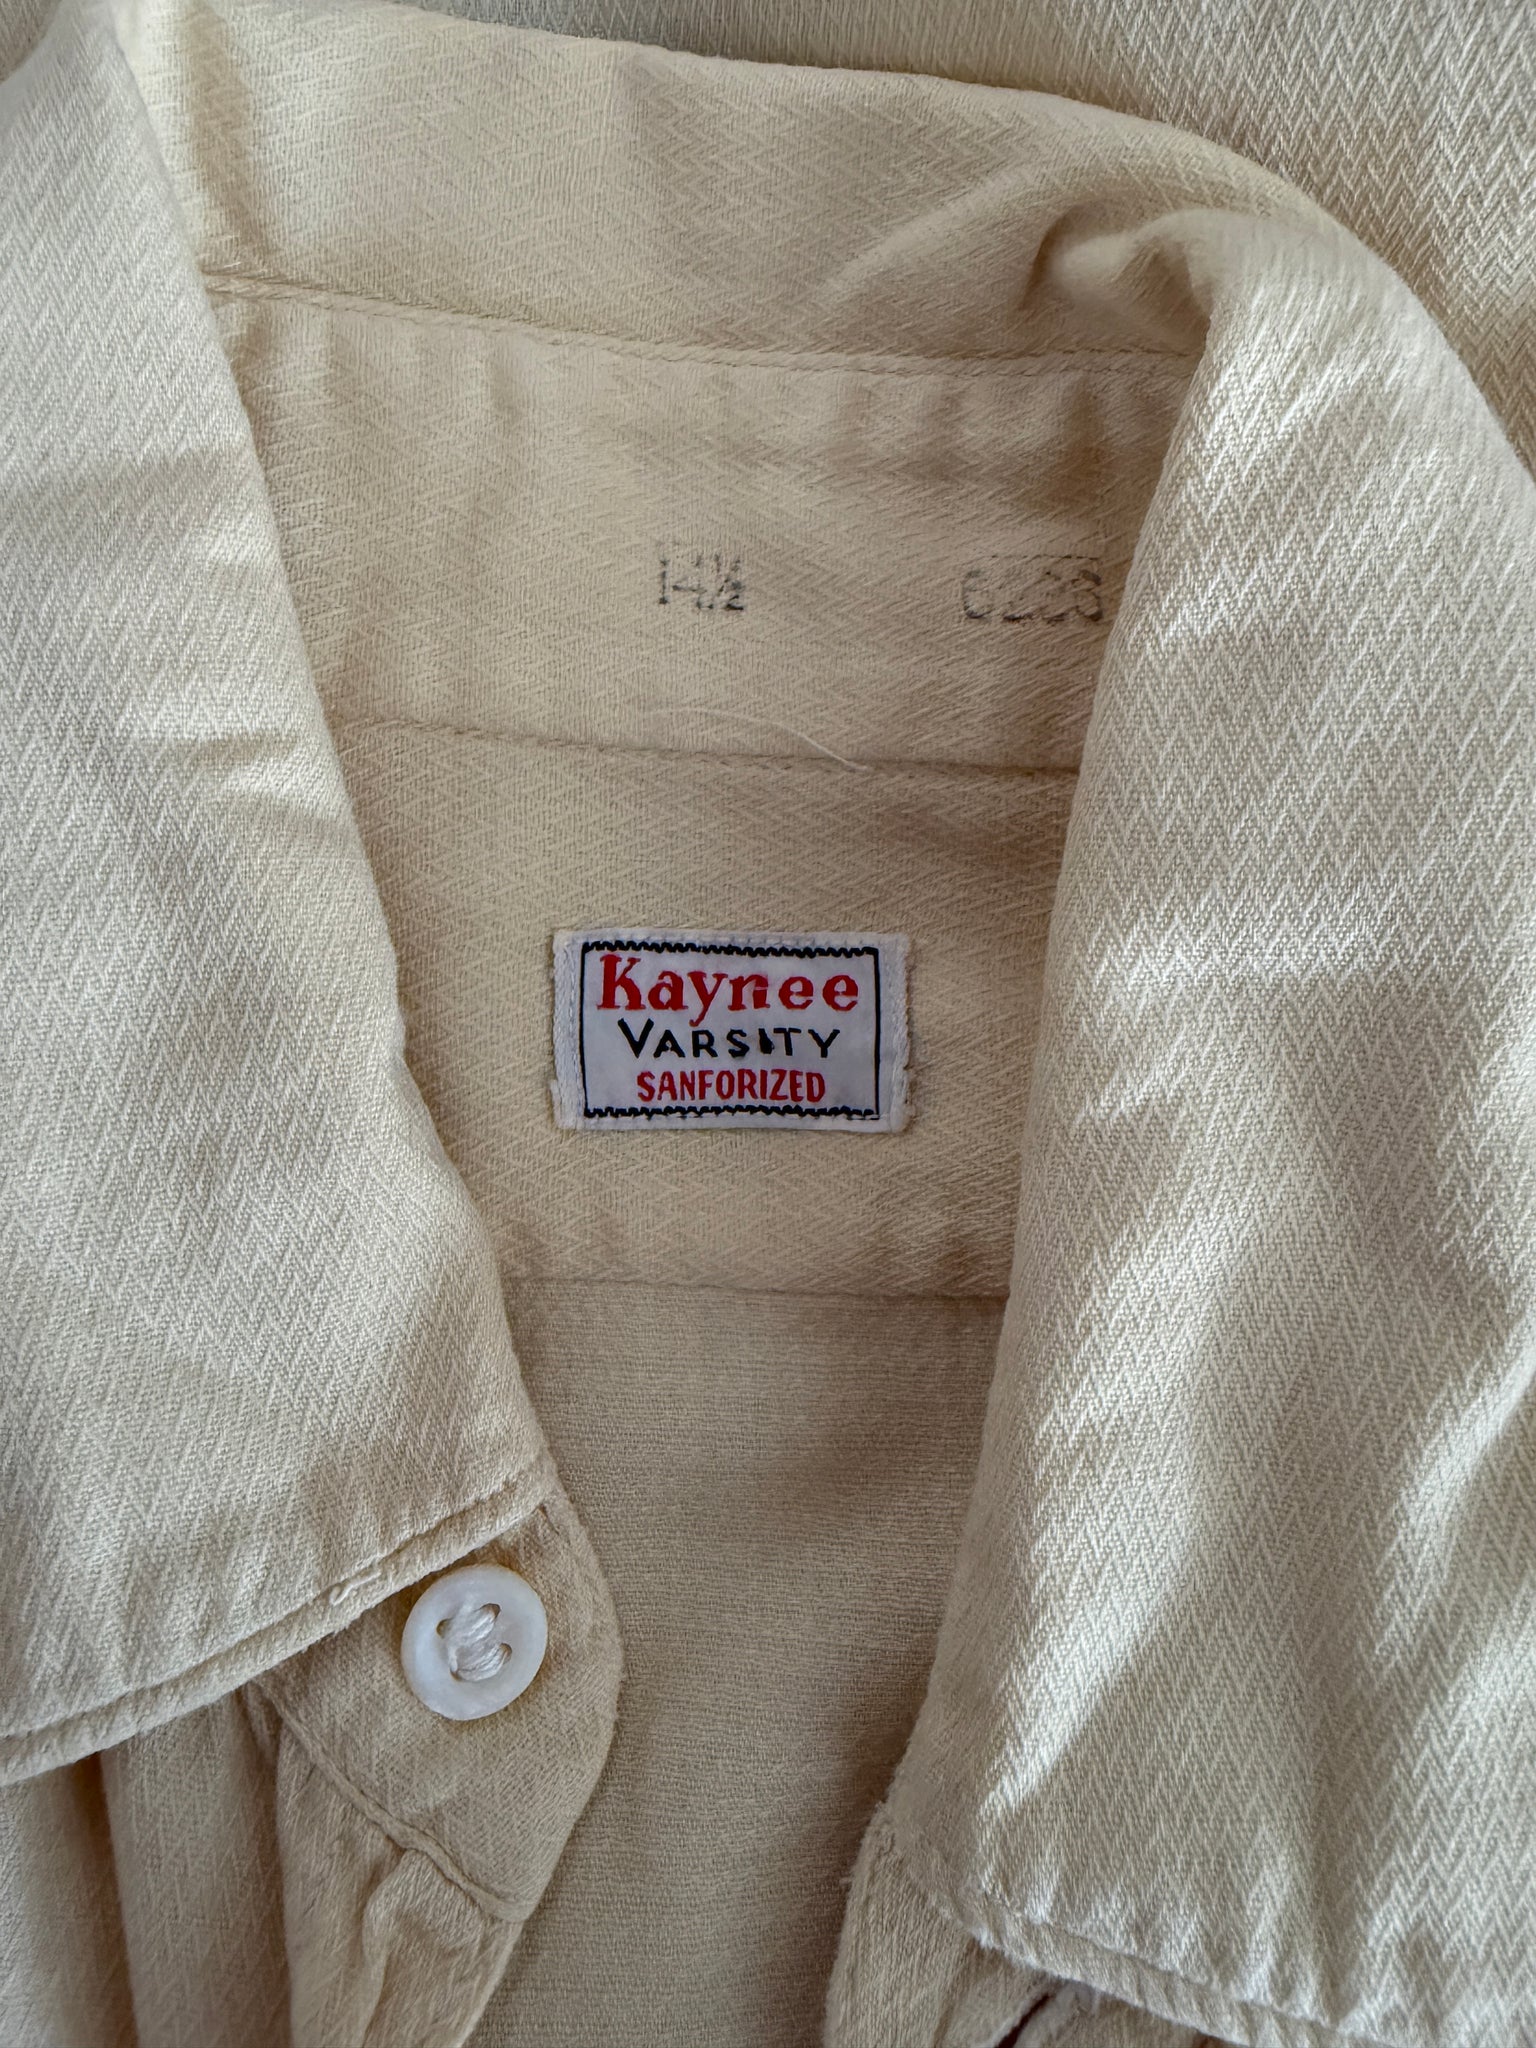 14½
Kaynee
VARSITY
SANFORIZED